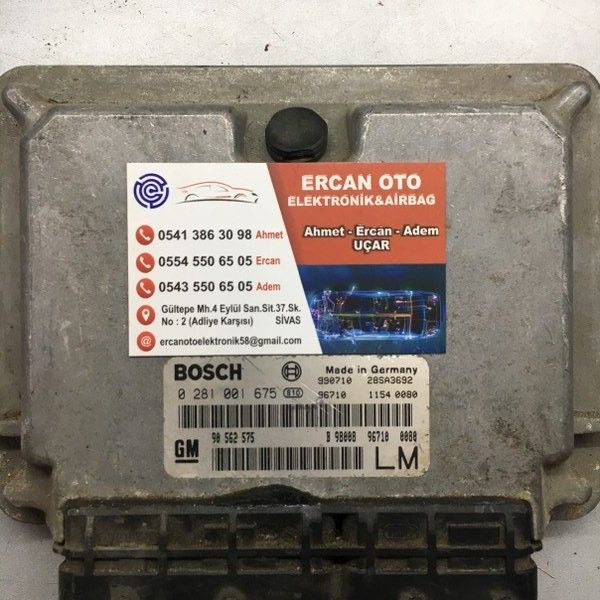 ERCAN OTO
ELEKTRONİK&AİRBAĞ
Ahmet - Ercan - Adem
UÇAR
0541 386 30 98 Ahmet
0554 550 65 05 Ercan
0543 550 65 05 Adem
Gültepe Mh.4 Eylül San.Sit.37.Sk.
No : 2 (Adliye Karşısı) SİVAS
ercanotoelektronik58@gmail.com
BOSCH Made in Germany
990710 28SA3692
0 281 001 675 810 96710 1154 0080
GM 90 562 575 B 98008 96710 0080
LM